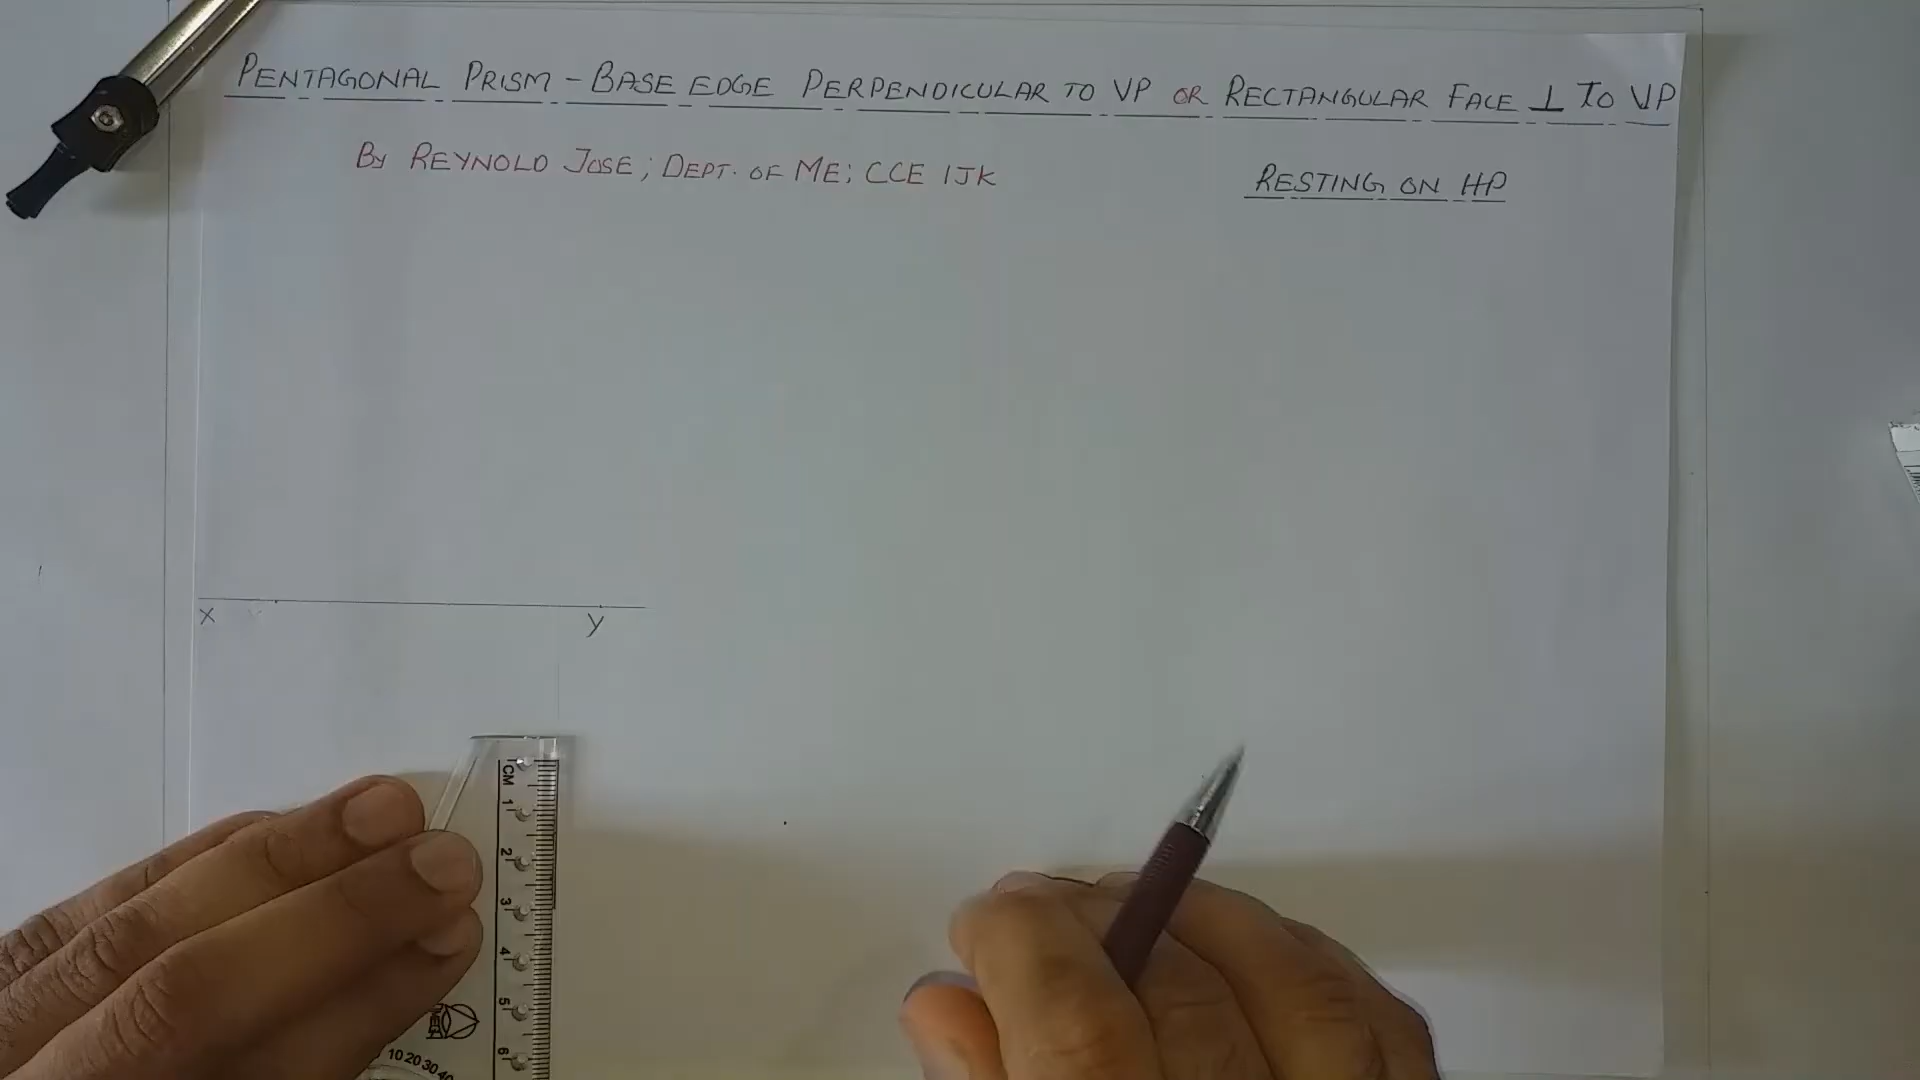 PENTAGONAL PRISM - BASE EDGE PERPENDICULAR TO VP OR RECTANGULAR FACE ⊥ TO VP
BY REYNOLD JOSE; DEPT. OF ME; CCE IJK
RESTING ON HP
X
Y
CM
1
2
3
4
5
6
10 20 30 40